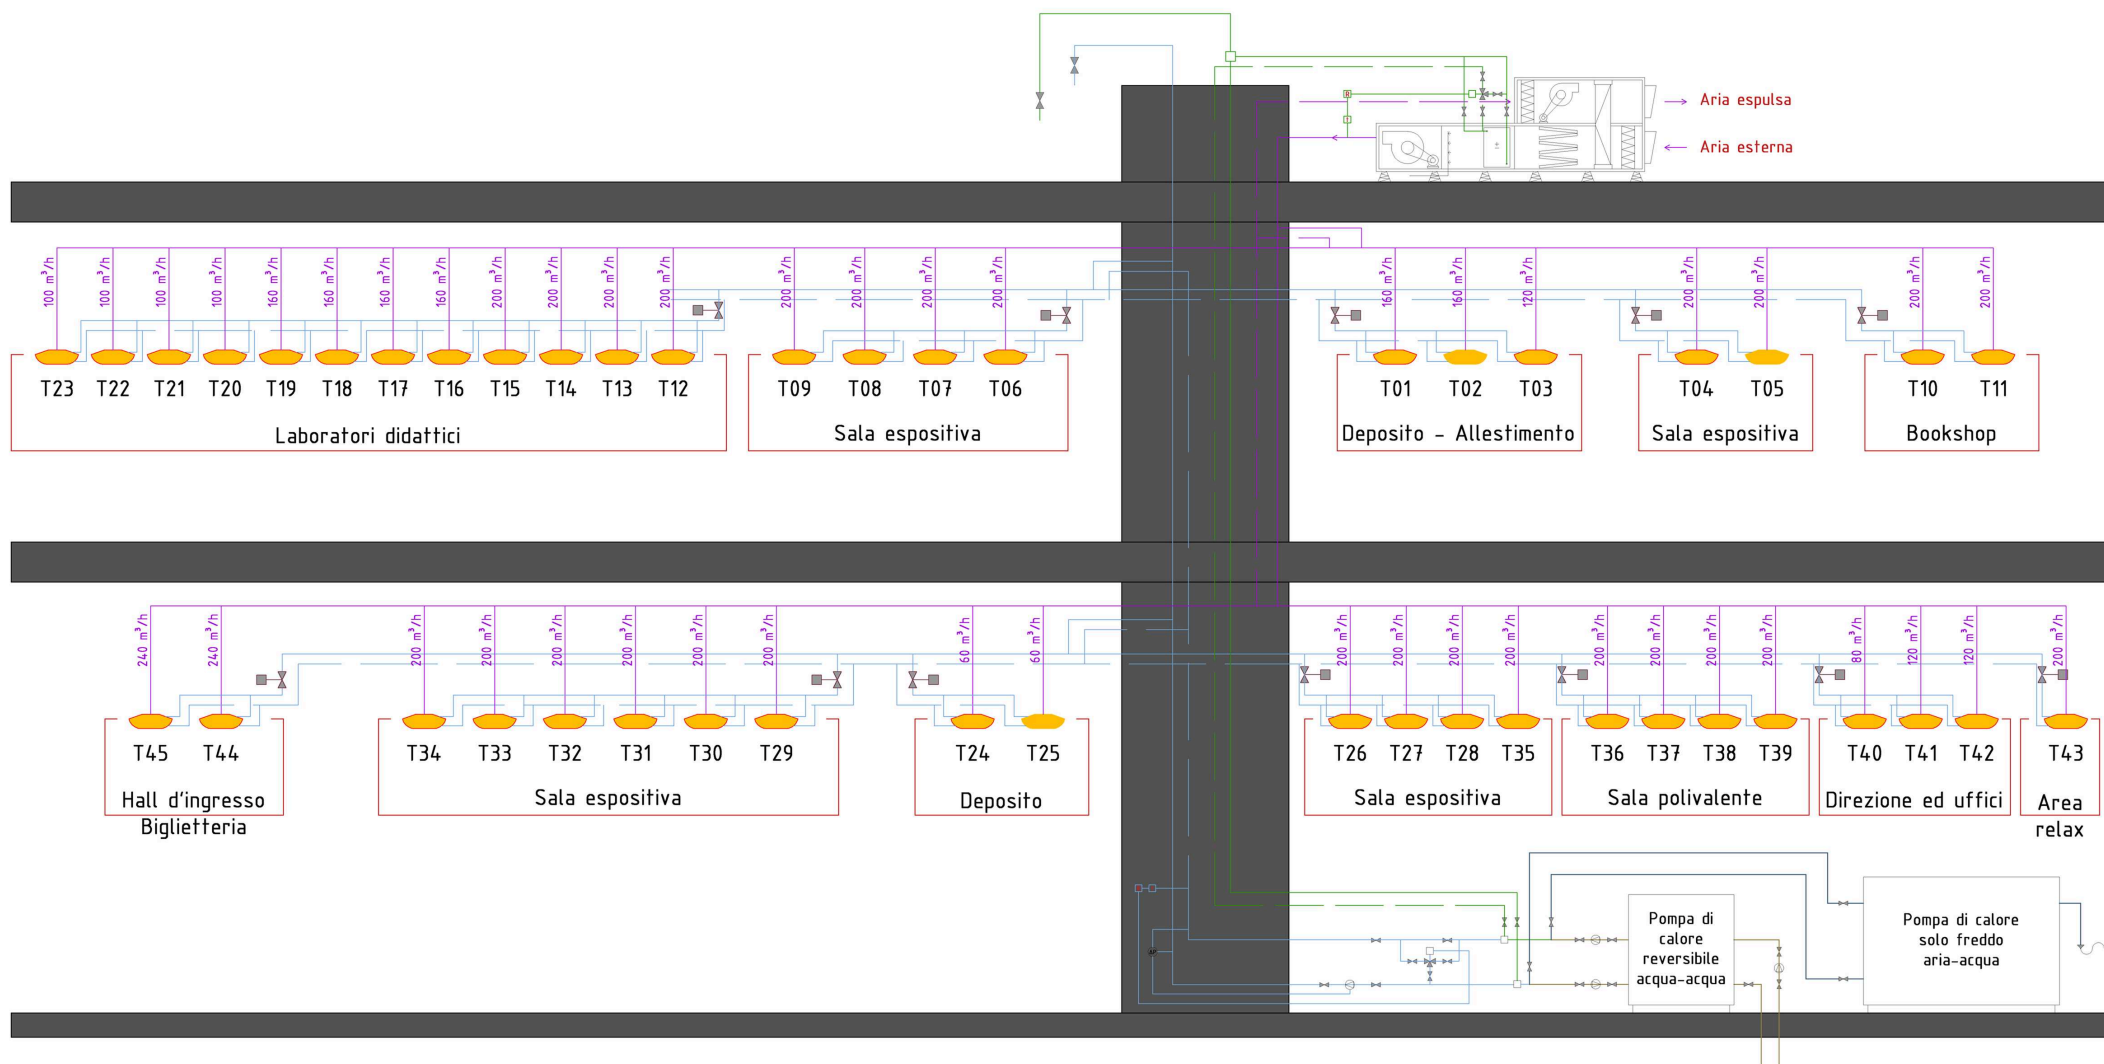 Aria espulsa
Aria esterna
100 m³/h 100 m³/h 100 m³/h 100 m³/h 160 m³/h 160 m³/h 160 m³/h 160 m³/h 200 m³/h 200 m³/h 200 m³/h 200 m³/h 200 m³/h 200 m³/h 200 m³/h 200 m³/h 160 m³/h 160 m³/h 120 m³/h 200 m³/h 200 m³/h 200 m³/h 200 m³/h
T23 T22 T21 T20 T19 T18 T17 T16 T15 T14 T13 T12 T09 T08 T07 T06 T01 T02 T03 T04 T05 T10 T11
Laboratori didattici Sala espositiva Deposito - Allestimento Sala espositiva Bookshop
240 m³/h 240 m³/h 200 m³/h 200 m³/h 200 m³/h 200 m³/h 200 m³/h 200 m³/h 60 m³/h 60 m³/h 200 m³/h 200 m³/h 200 m³/h 200 m³/h 200 m³/h 200 m³/h 200 m³/h 200 m³/h 80 m³/h 120 m³/h 120 m³/h 200 m³/h
T45 T44 T34 T33 T32 T31 T30 T29 T24 T25 T26 T27 T28 T35 T36 T37 T38 T39 T40 T41 T42 T43
Hall d'ingresso
Biglietteria
Sala espositiva
Deposito
Sala espositiva
Sala polivalente
Direzione ed uffici
Area
relax
Pompa di
calore
reversibile
acqua-acqua
Pompa di calore
solo freddo
aria-acqua